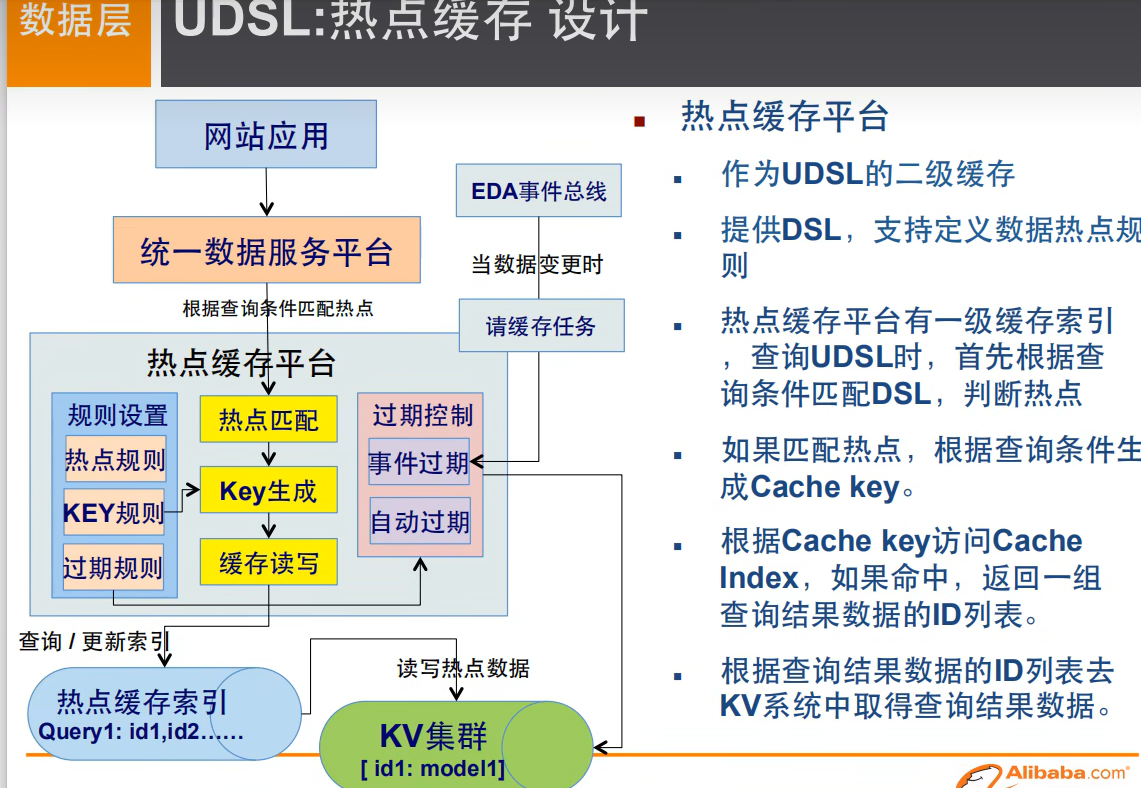 数据层
UDSL:热点缓存 设计
网站应用
统一数据服务平台
根据查询条件匹配热点
EDA事件总线
当数据变更时
请缓存任务
热点缓存平台
规则设置
热点规则
KEY规则
过期规则
热点匹配
Key生成
缓存读写
过期控制
事件过期
自动过期
查询 / 更新索引
热点缓存索引
Query1: id1,id2……
读写热点数据
KV集群
[ id1: model1]
热点缓存平台
作为UDSL的二级缓存
提供DSL，支持定义数据热点规
则
热点缓存平台有一级缓存索引
，查询UDSL时，首先根据查
询条件匹配DSL，判断热点
如果匹配热点，根据查询条件生
成Cache key。
根据Cache key访问Cache
Index，如果命中，返回一组
查询结果数据的ID列表。
根据查询结果数据的ID列表去
KV系统中取得查询结果数据。
Alibaba.com®